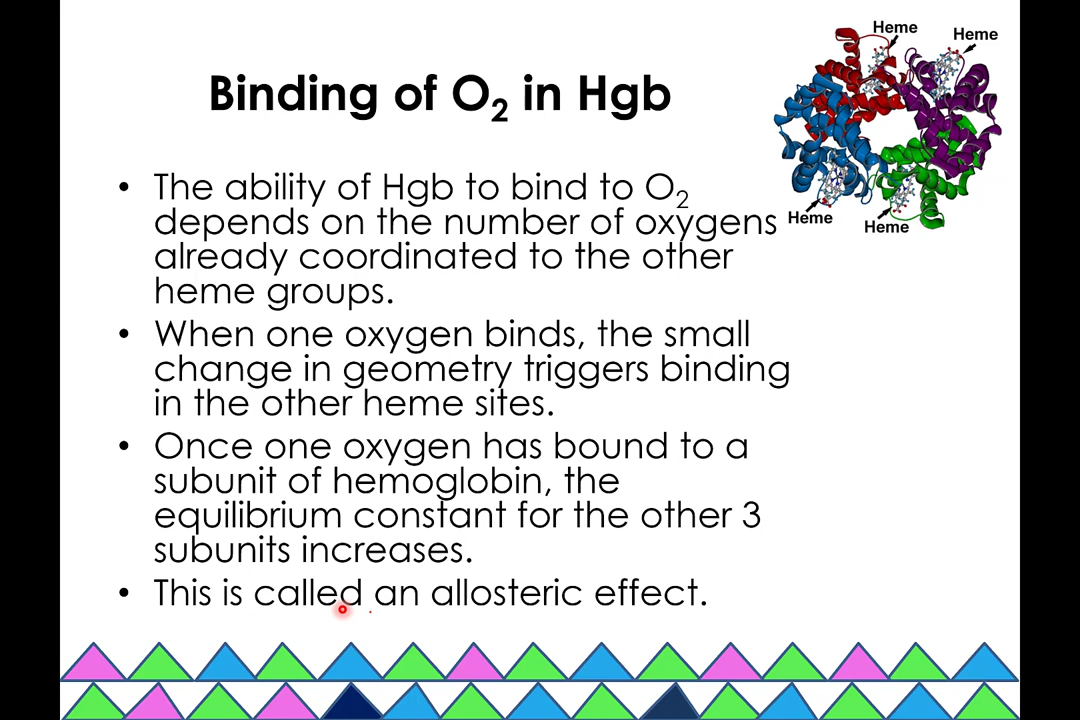 Heme
Heme
Binding of O₂ in Hgb
• The ability of Hgb to bind to O₂
depends on the number of oxygens
already coordinated to the other
heme groups.
Heme
Heme
• When one oxygen binds, the small
change in geometry triggers binding
in the other heme sites.
• Once one oxygen has bound to a
subunit of hemoglobin, the
equilibrium constant for the other 3
subunits increases.
• This is called an allosteric effect.